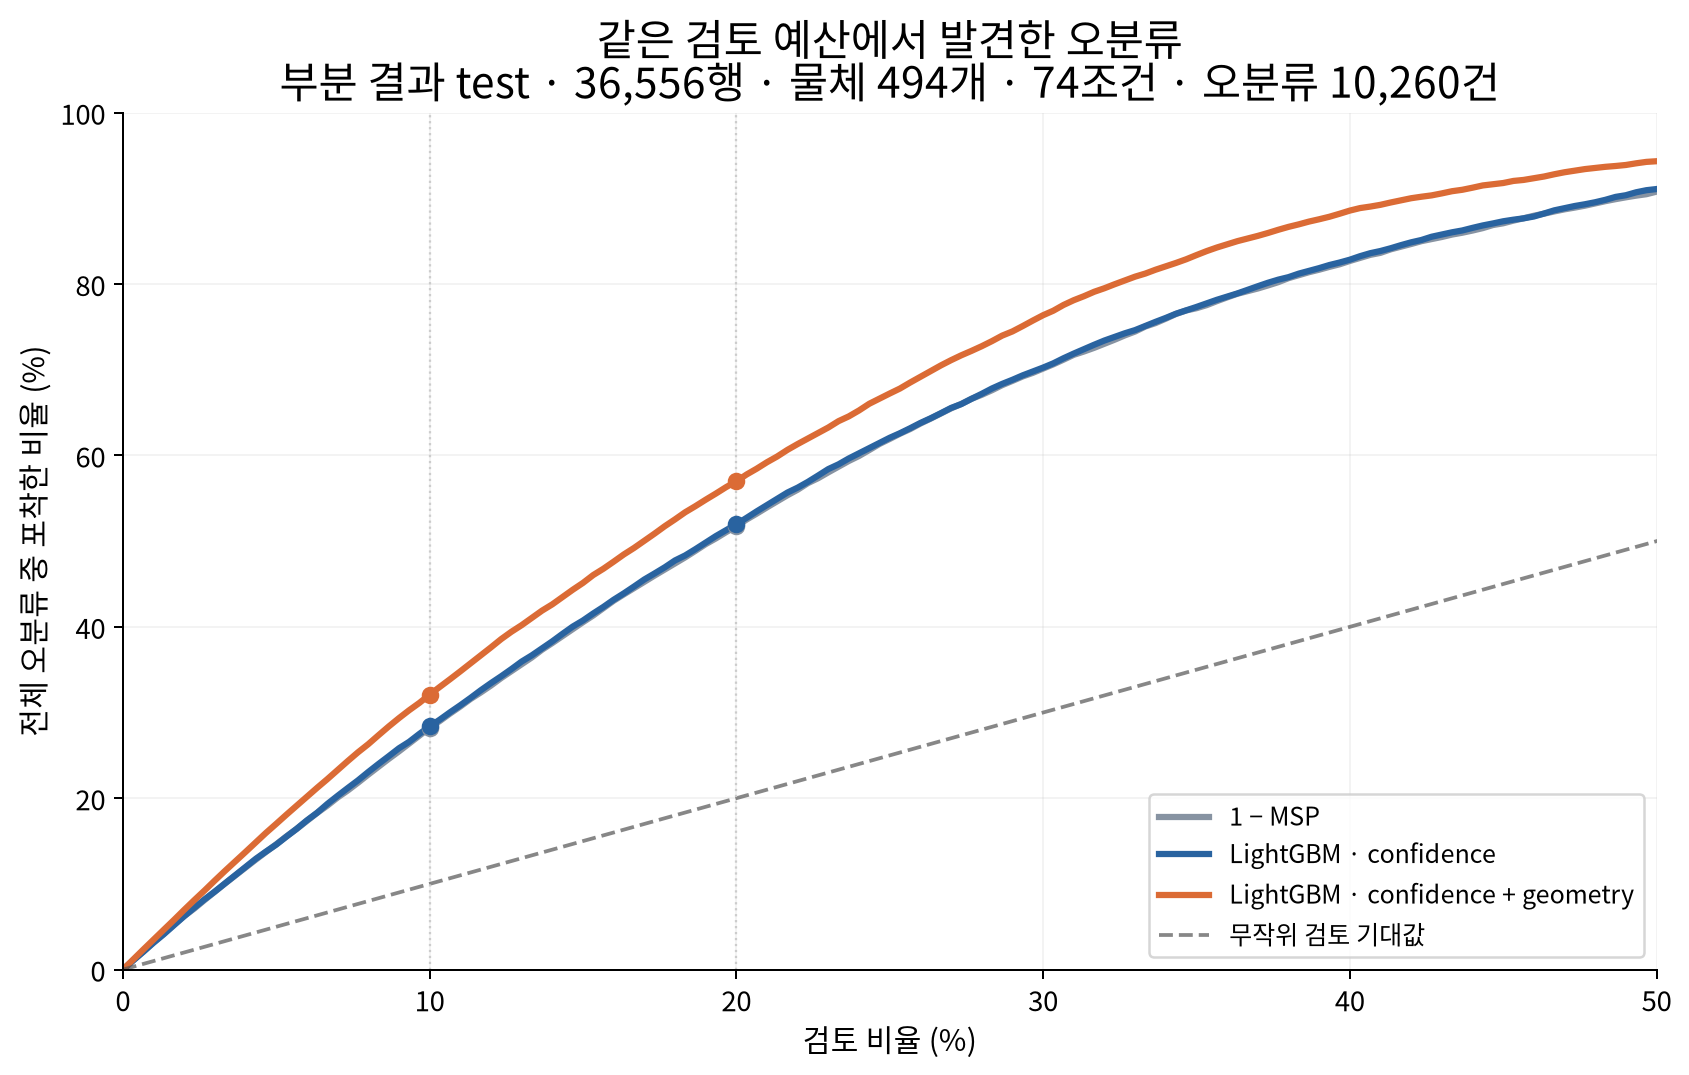 같은 검토 예산에서 발견한 오분류
부분 결과 test · 36,556행 · 물체 494개 · 74조건 · 오분류 10,260건
전체 오분류 중 포착한 비율 (%)
100
80
60
40
20
0
0 10 20 30 40 50
검토 비율 (%)
1 − MSP
LightGBM · confidence
LightGBM · confidence + geometry
무작위 검토 기대값